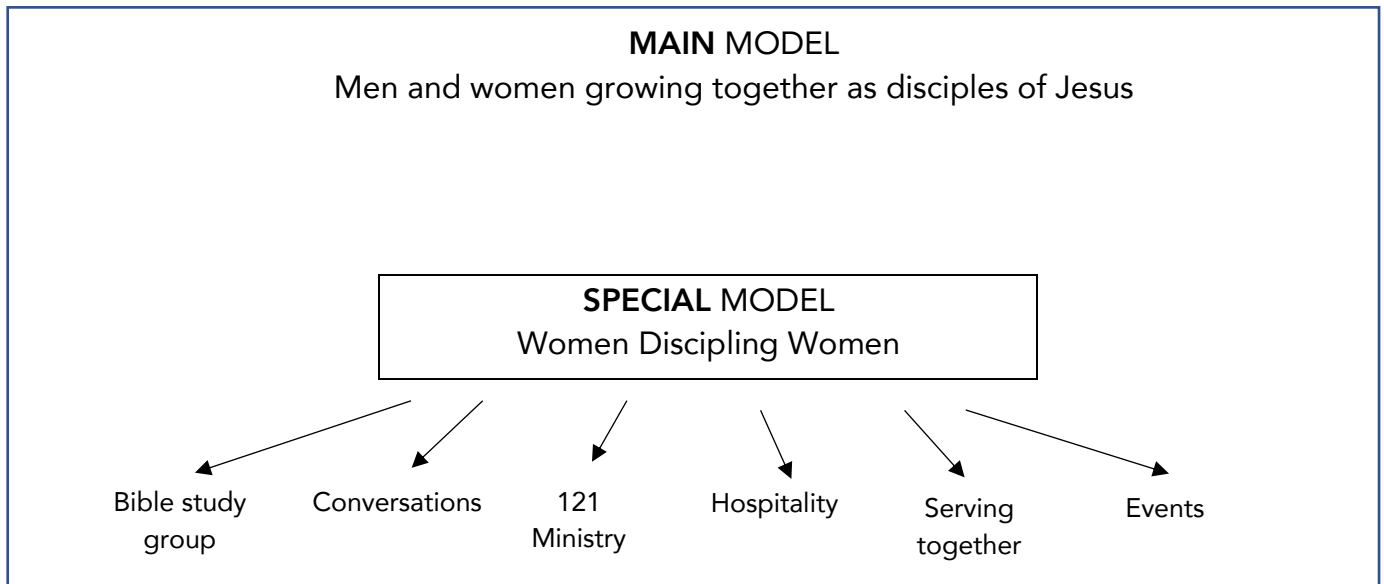 MAIN MODEL
Men and women growing together as disciples of Jesus
SPECIAL MODEL
Women Discipling Women
Bible study
group
Conversations
121
Ministry
Hospitality
Serving
together
Events